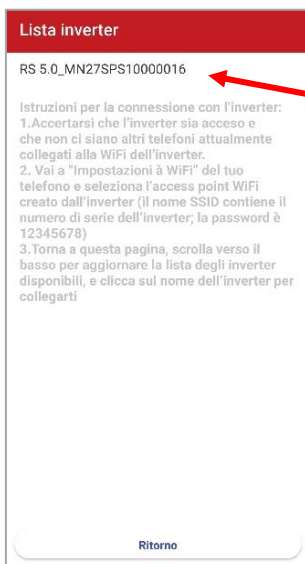 Lista inverter
RS 5.0_MN27SPS10000016
Istruzioni per la connessione con l'inverter:
1.Accertarsi che l'inverter sia acceso e
che non ci siano altri telefoni attualmente
collegati alla WiFi dell'inverter.
2. Vai a "Impostazioni à WiFi" del tuo
telefono e seleziona l'access point WiFi
creato dall'inverter (il nome SSID contiene il
numero di serie dell'inverter; la password è
12345678)
3.Torna a questa pagina, scrolla verso il
basso per aggiornare la lista degli inverter
disponibili, e clicca sul nome dell'inverter per
collegarti
Ritorno